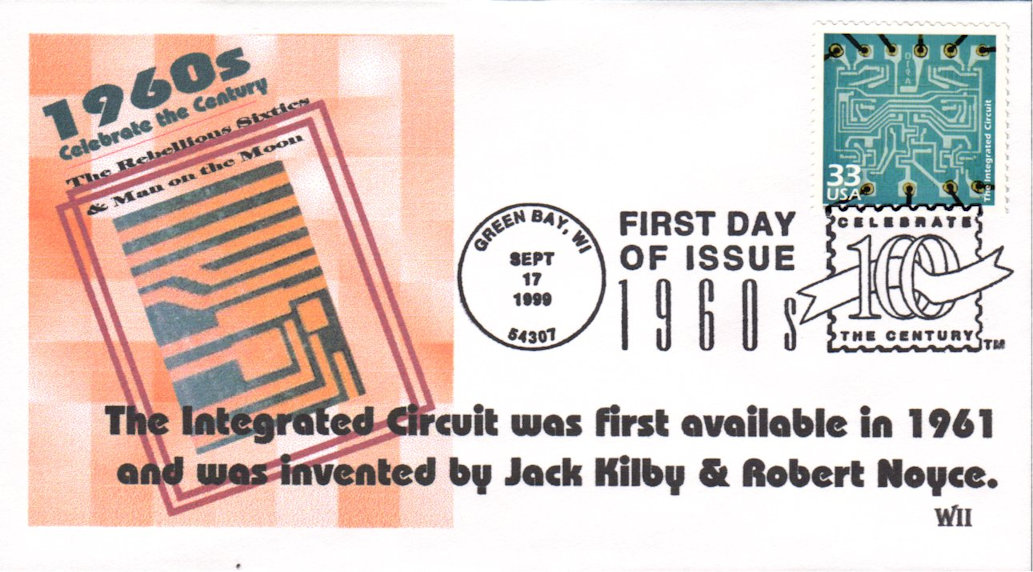 1960s
Celebrate the Century
The Rebellious Sixties
& Man on the Moon
33
USA
The Integrated Circuit
GREEN BAY, WI
SEPT
17
1999
54307
FIRST DAY
OF ISSUE
1960s
CELEBRATE
100
THE CENTURY
TM
The Integrated Circuit was first available in 1961
and was invented by Jack Kilby & Robert Noyce.
WII